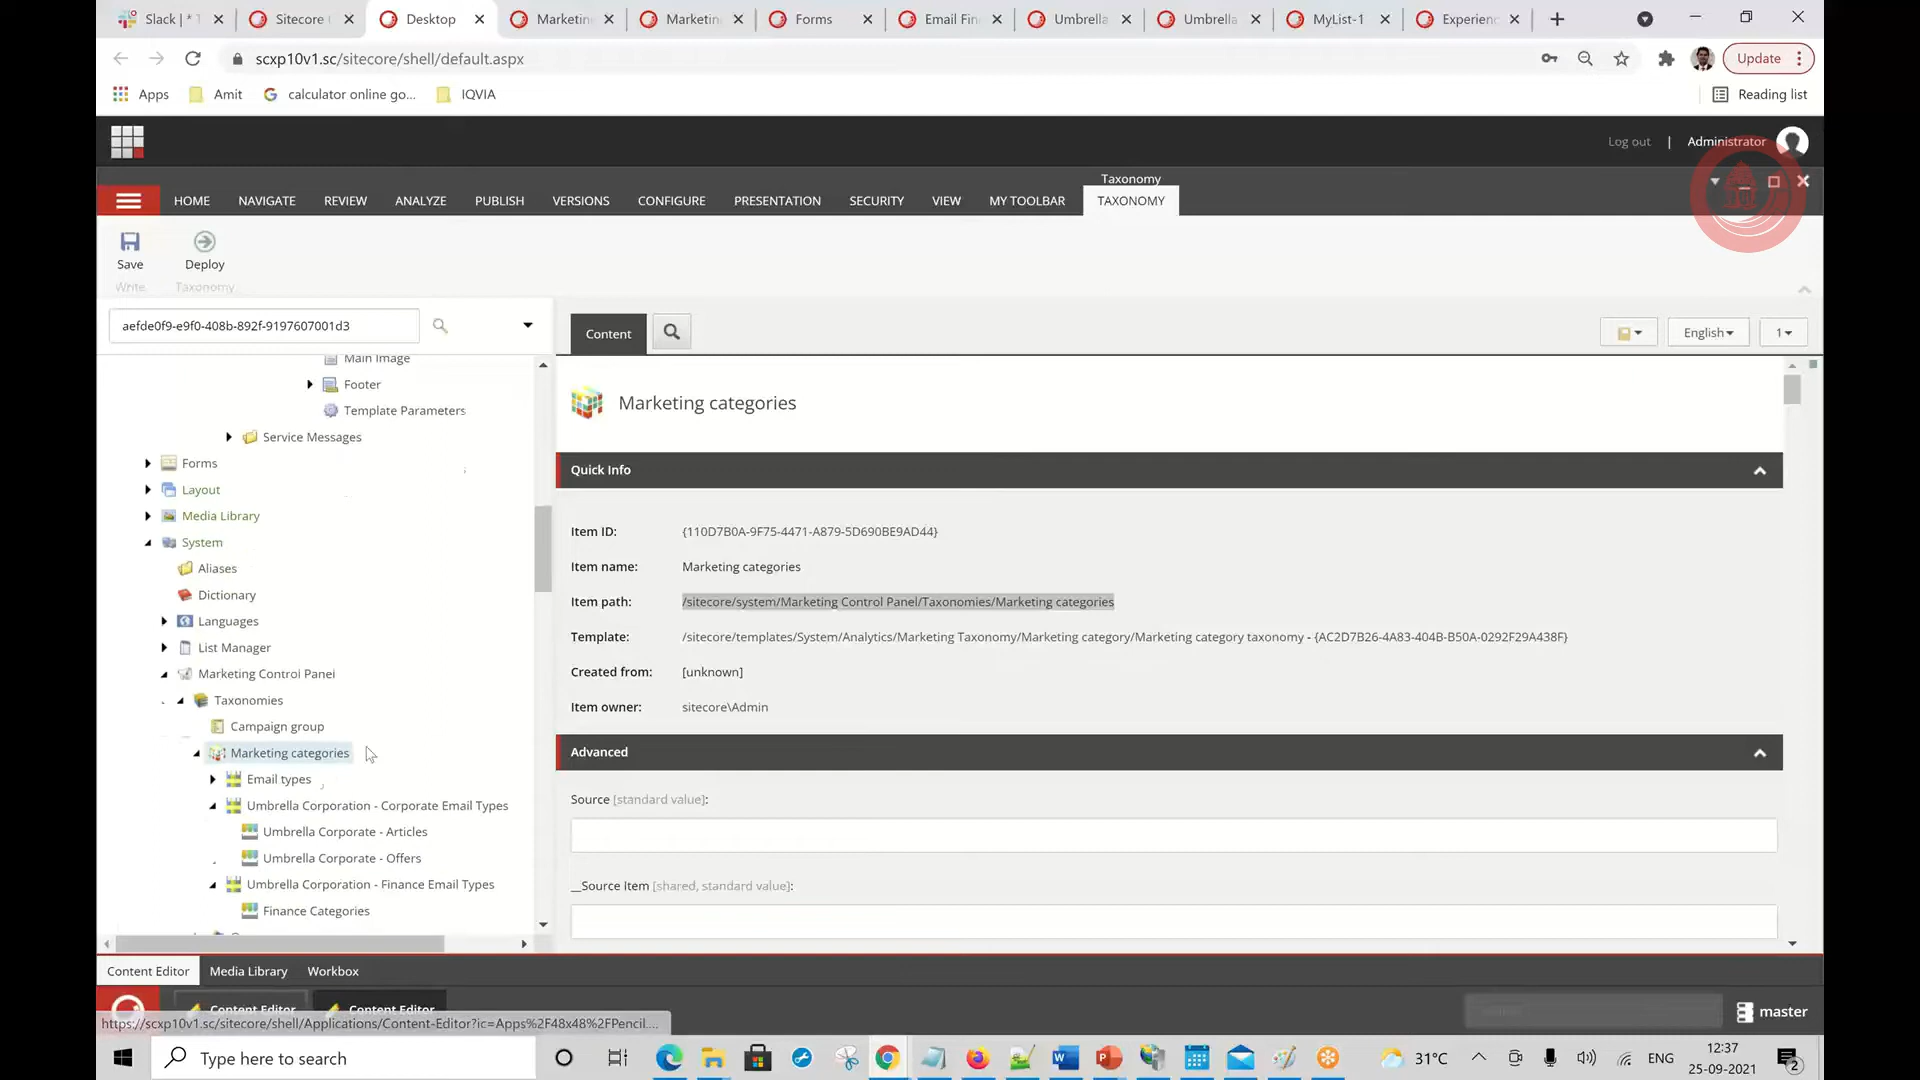 Slack | * T
Sitecore
Desktop
Marketin
Marketin
Forms
Email Fin
Umbrella
Umbrella
MyList-1
Experienc
scxp10v1.sc/sitecore/shell/default.aspx
Update
Apps
Amit
calculator online go...
IQVIA
Reading list
Log out | Administrator
Taxonomy
HOME NAVIGATE REVIEW ANALYZE PUBLISH VERSIONS CONFIGURE PRESENTATION SECURITY VIEW MY TOOLBAR TAXONOMY
Save
Deploy
Write
Taxonomy
aefde0f9-e9f0-408b-892f-9197607001d3
Content
English
1
Main Image
Footer
Template Parameters
Service Messages
Forms
Layout
Media Library
System
Aliases
Dictionary
Languages
List Manager
Marketing Control Panel
Taxonomies
Campaign group
Marketing categories
Email types
Umbrella Corporation - Corporate Email Types
Umbrella Corporate - Articles
Umbrella Corporate - Offers
Umbrella Corporation - Finance Email Types
Finance Categories
Marketing categories
Quick Info
Item ID: {110D7B0A-9F75-4471-A879-5D690BE9AD44}
Item name: Marketing categories
Item path: /sitecore/system/Marketing Control Panel/Taxonomies/Marketing categories
Template: /sitecore/templates/System/Analytics/Marketing Taxonomy/Marketing category/Marketing category taxonomy - {AC2D7B26-4A83-404B-B50A-0292F29A438F}
Created from: [unknown]
Item owner: sitecore\Admin
Advanced
Source [standard value]:
__Source Item [shared, standard value]:
Content Editor
Media Library
Workbox
Content Editor
Content Editor
master
https://scxp10v1.sc/sitecore/shell/Applications/Content-Editor?ic=Apps%2F48x48%2FPencil....
Type here to search
31°C
ENG
12:37
25-09-2021
2